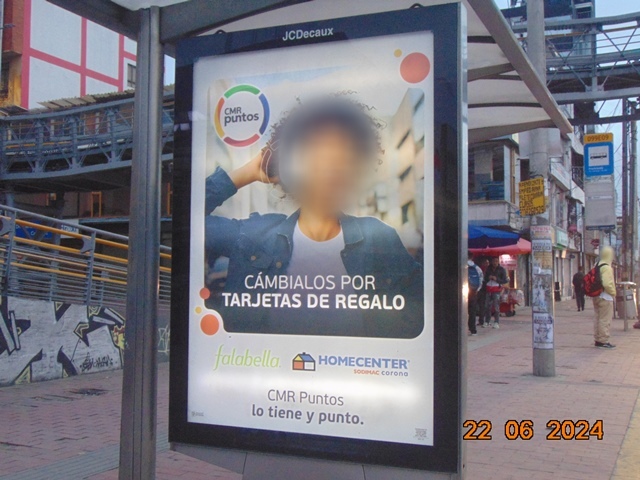 JCDecaux
CMR
puntos
CÁMBIALOS POR
TARJETAS DE REGALO
falabella.
HOMECENTER
SODIMAC corona
CMR Puntos
lo tiene y punto.
22 06 2024